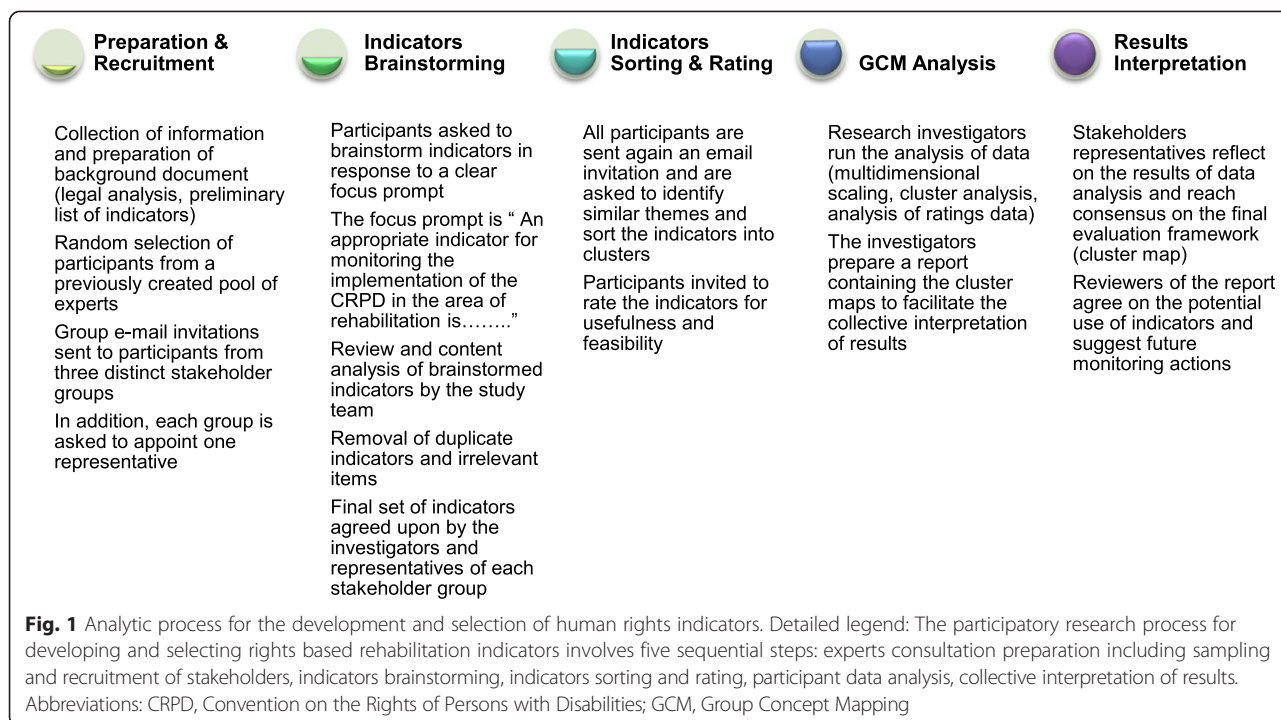 Preparation &
Recruitment
Collection of information
and preparation of
background document
(legal analysis, preliminary
list of indicators)
Random selection of
participants from a
previously created pool of
experts
Group e-mail invitations
sent to participants from
three distinct stakeholder
groups
In addition, each group is
asked to appoint one
representative
Indicators
Brainstorming
Participants asked to
brainstorm indicators in
response to a clear
focus prompt
The focus prompt is “ An
appropriate indicator for
monitoring the
implementation of the
CRPD in the area of
rehabilitation is……..”
Review and content
analysis of brainstormed
indicators by the study
team
Removal of duplicate
indicators and irrelevant
items
Final set of indicators
agreed upon by the
investigators and
representatives of each
stakeholder group
Indicators
Sorting & Rating
All participants are
sent again an email
invitation and are
asked to identify
similar themes and
sort the indicators into
clusters
Participants invited to
rate the indicators for
usefulness and
feasibility
GCM Analysis
Research investigators
run the analysis of data
(multidimensional
scaling, cluster analysis,
analysis of ratings data)
The investigators
prepare a report
containing the cluster
maps to facilitate the
collective interpretation
of results
Results
Interpretation
Stakeholders
representatives reflect
on the results of data
analysis and reach
consensus on the final
evaluation framework
(cluster map)
Reviewers of the report
agree on the potential
use of indicators and
suggest future
monitoring actions
Fig. 1 Analytic process for the development and selection of human rights indicators. Detailed legend: The participatory research process for
developing and selecting rights based rehabilitation indicators involves five sequential steps: experts consultation preparation including sampling
and recruitment of stakeholders, indicators brainstorming, indicators sorting and rating, participant data analysis, collective interpretation of results.
Abbreviations: CRPD, Convention on the Rights of Persons with Disabilities; GCM, Group Concept Mapping